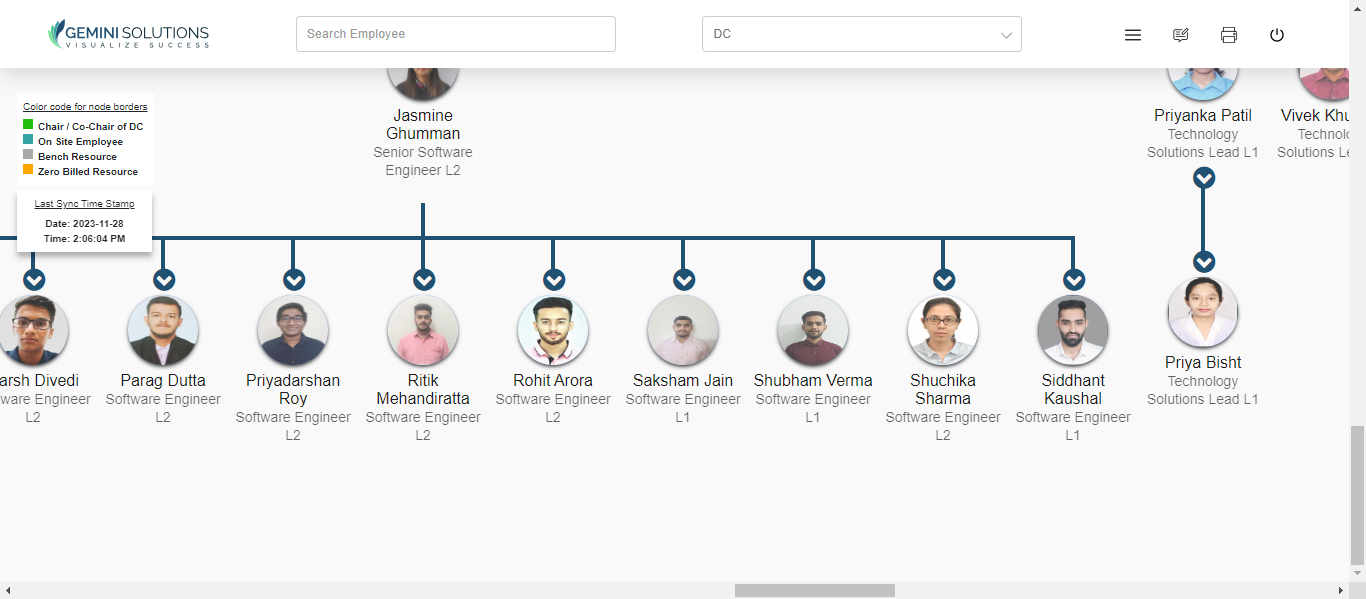 GEMINI SOLUTIONS
VISUALIZE SUCCESS
Search Employee
DC
Color code for node borders
Chair / Co-Chair of DC
On Site Employee
Bench Resource
Zero Billed Resource
Last Sync Time Stamp
Date: 2023-11-28
Time: 2:06:04 PM
Jasmine
Ghumman
Senior Software
Engineer L2
Priyanka Patil
Technology
Solutions Lead L1
Vivek
Solutions
arsh Divedi
ware Engineer
L2
Parag Dutta
Software Engineer
L2
Priyadarshan
Roy
Software Engineer
L2
Ritik
Mehandiratta
Software Engineer
L2
Rohit Arora
Software Engineer
L2
Saksham Jain
Software Engineer
L1
Shubham Verma
Software Engineer
L1
Shuchika
Sharma
Software Engineer
L2
Siddhant
Kaushal
Software Engineer
L1
Priya Bisht
Technology
Solutions Lead L1